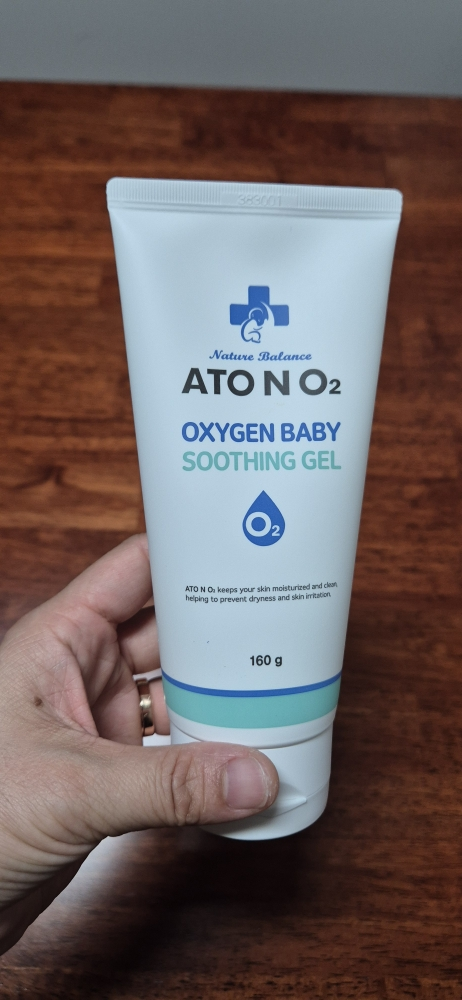 Nature Balance
ATO N O₂
OXYGEN BABY
SOOTHING GEL
O₂
ATO N O₂ keeps your skin moisturized and clean,
helping to prevent dryness and skin irritation.
160 g